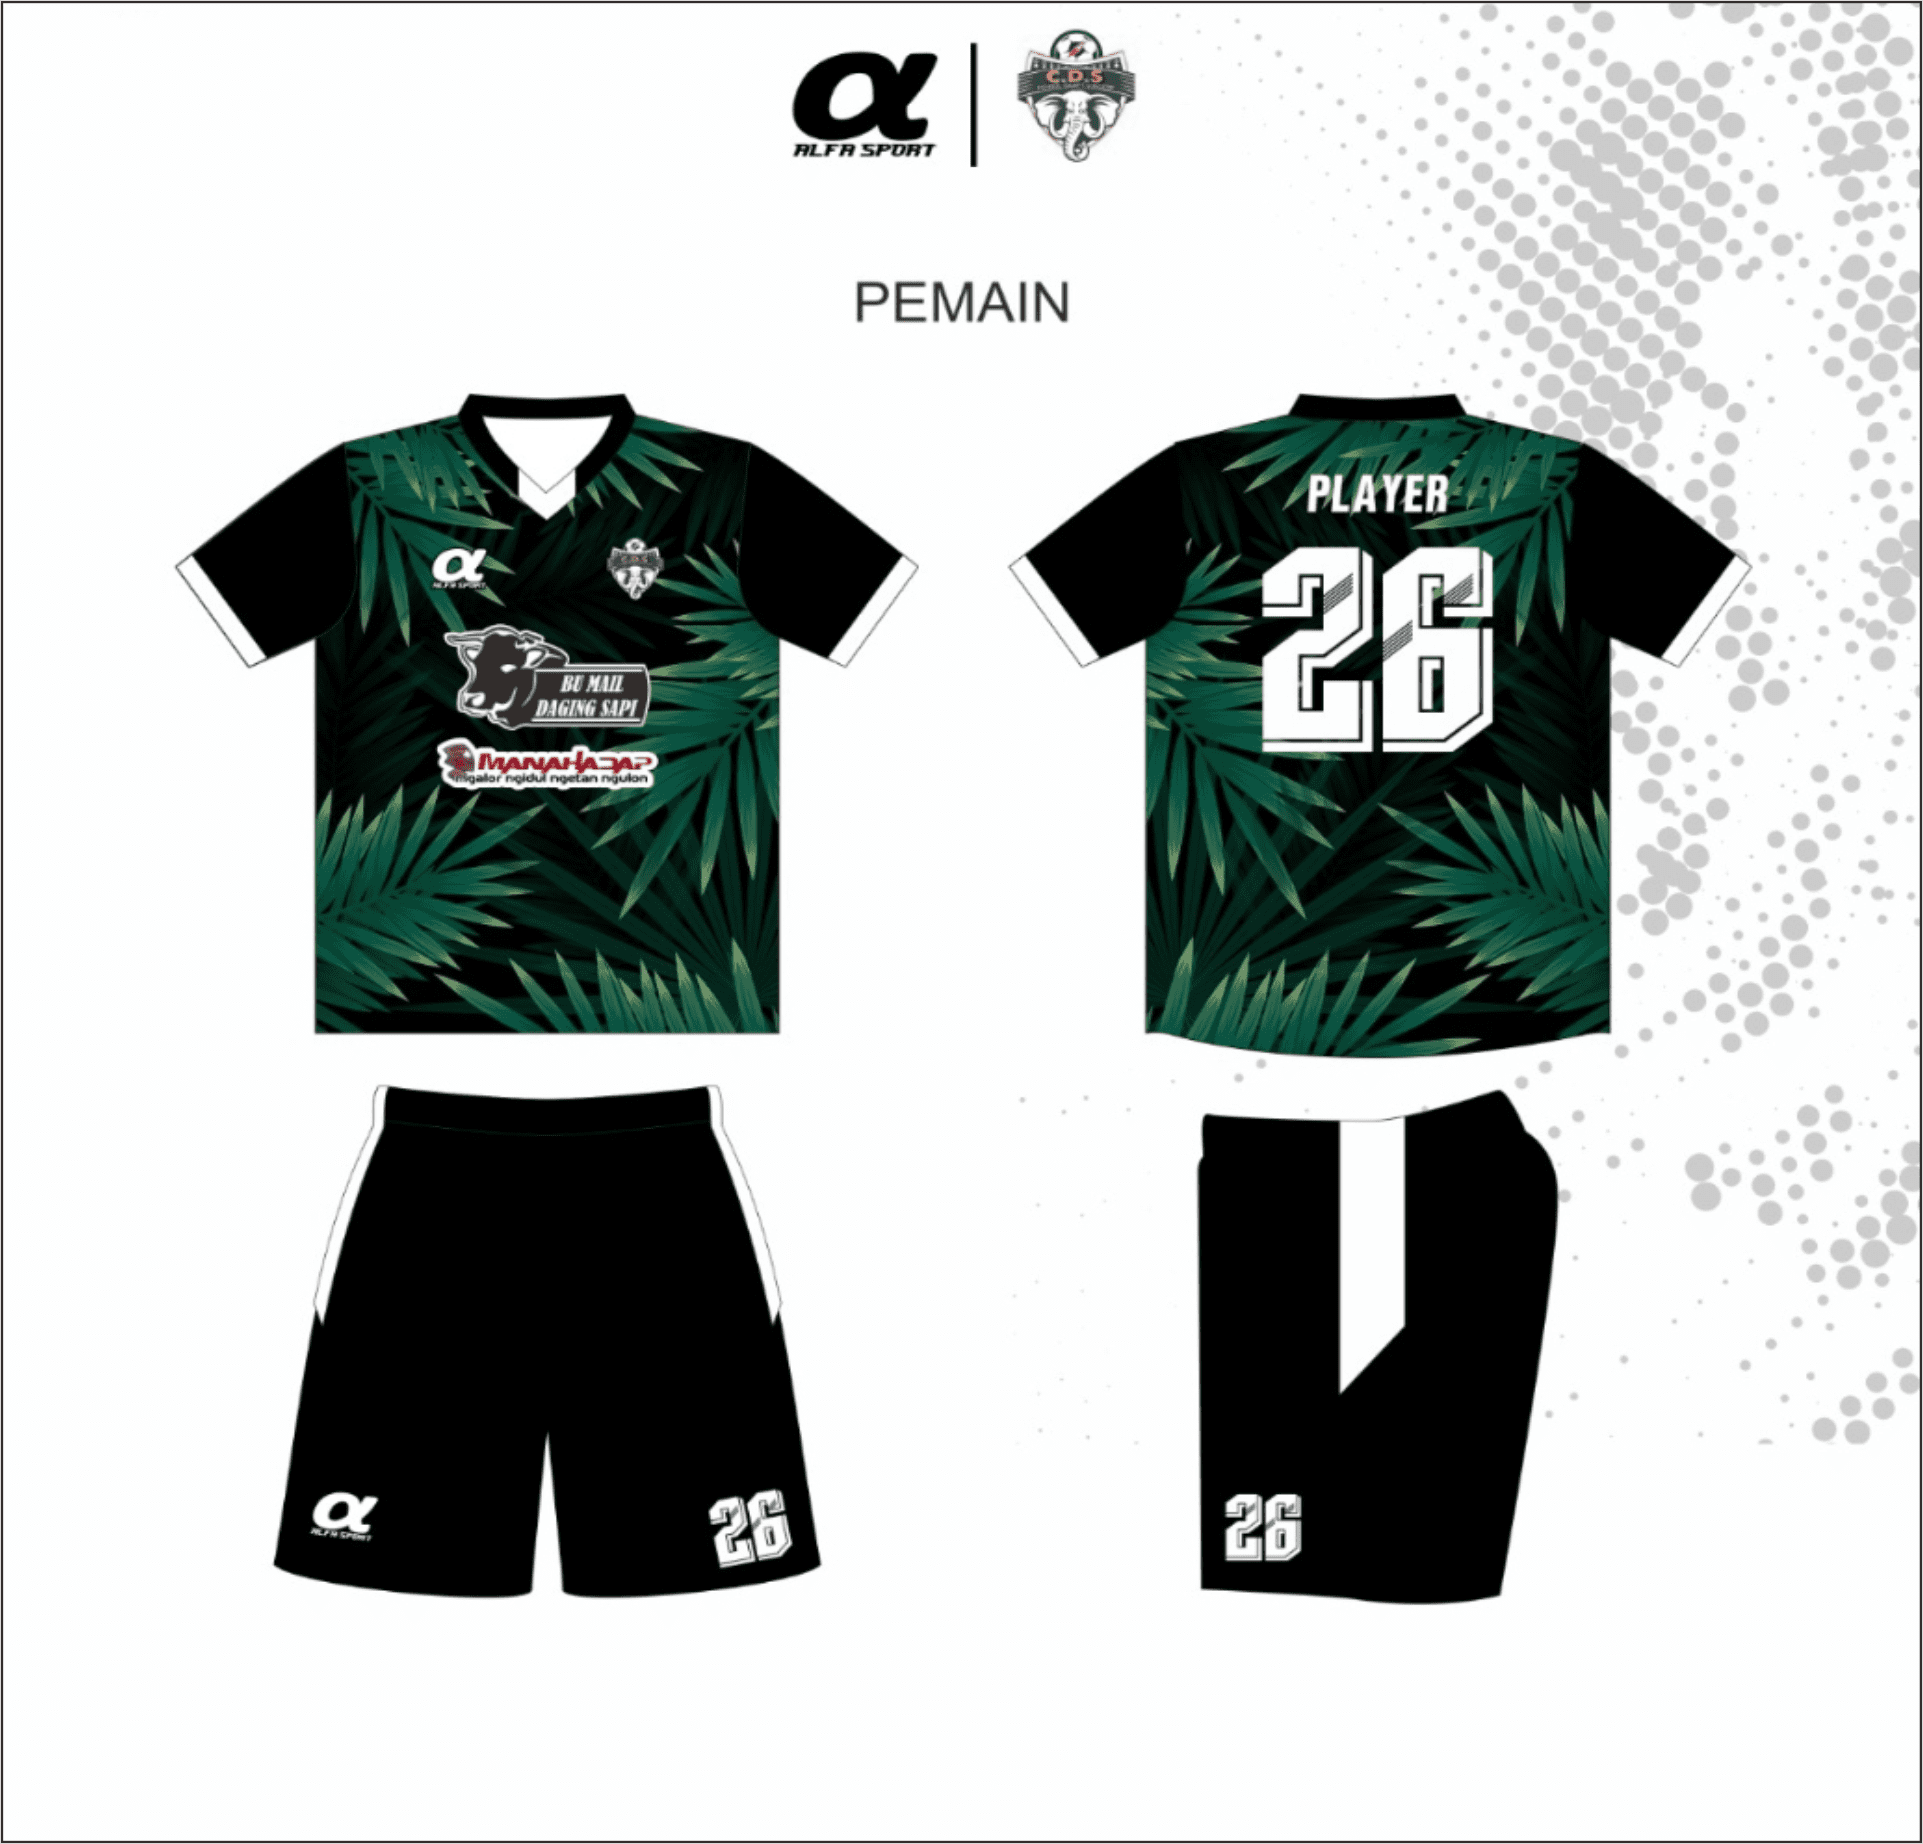 α
ALFA SPORT
C.D.S
PEMAIN
α
ALFA SPORT
C.D.S
BU MAIL
DAGING SAPI
MANAHADAP
ngalor ngidul ngetan ngulon
PLAYER
26
α
ALFA SPORT
26
26